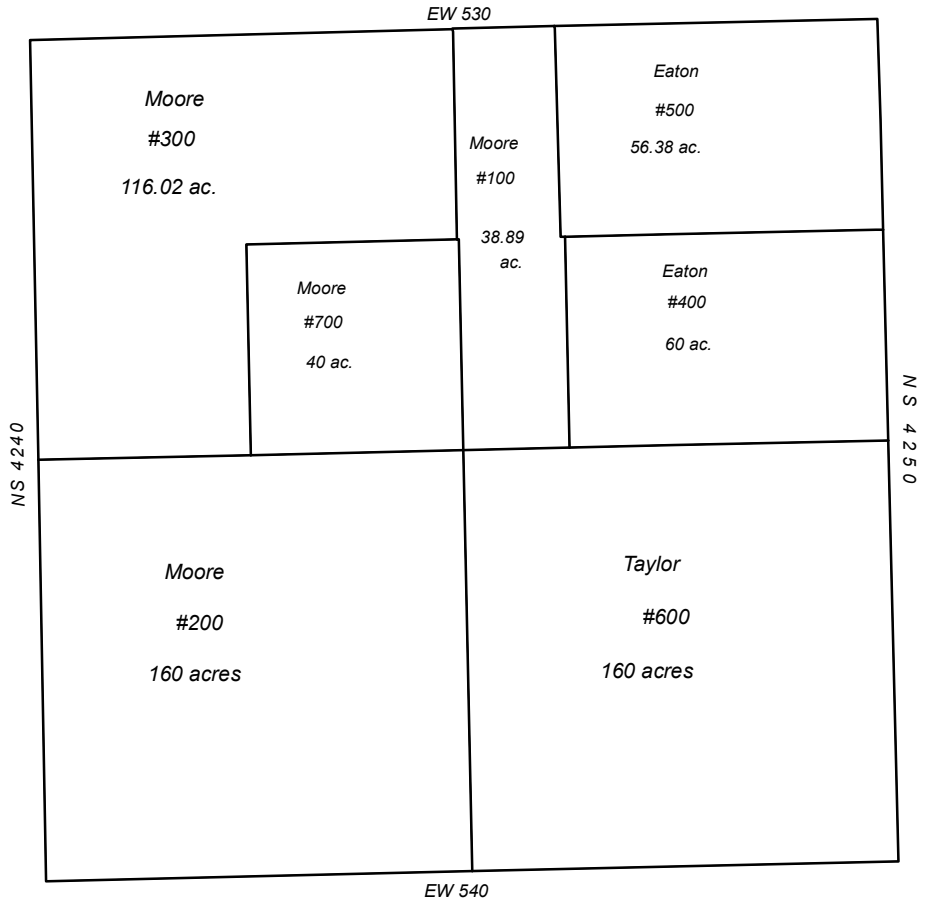 EW 530
Moore
#300
116.02 ac.
Moore
#100
38.89
ac.
Eaton
#500
56.38 ac.
Moore
#700
40 ac.
Eaton
#400
60 ac.
NS 4240
NS 4250
Moore
#200
160 acres
Taylor
#600
160 acres
EW 540